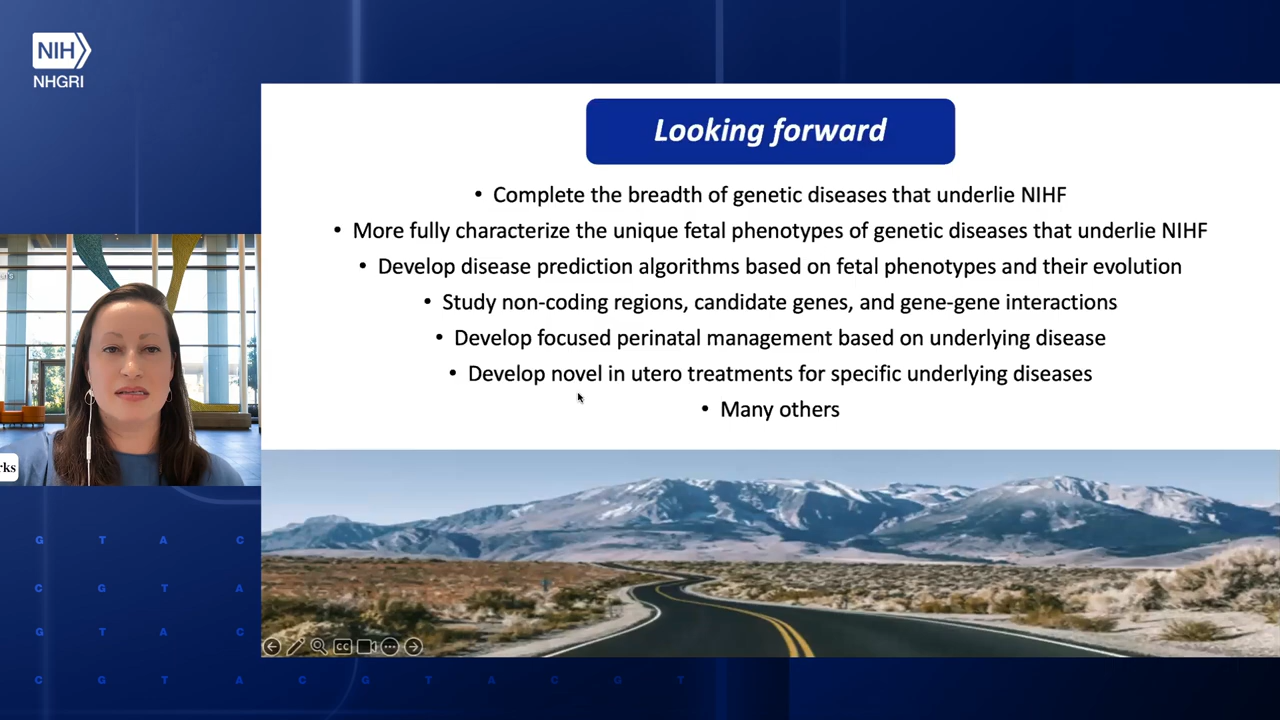 NIH
NHGRI
Looking forward
• Complete the breadth of genetic diseases that underlie NIHF
• More fully characterize the unique fetal phenotypes of genetic diseases that underlie NIHF
• Develop disease prediction algorithms based on fetal phenotypes and their evolution
• Study non-coding regions, candidate genes, and gene-gene interactions
• Develop focused perinatal management based on underlying disease
• Develop novel in utero treatments for specific underlying diseases
• Many others
rks
CC
G T A C
C G T A
G T A C
C G T A C G T A C G T